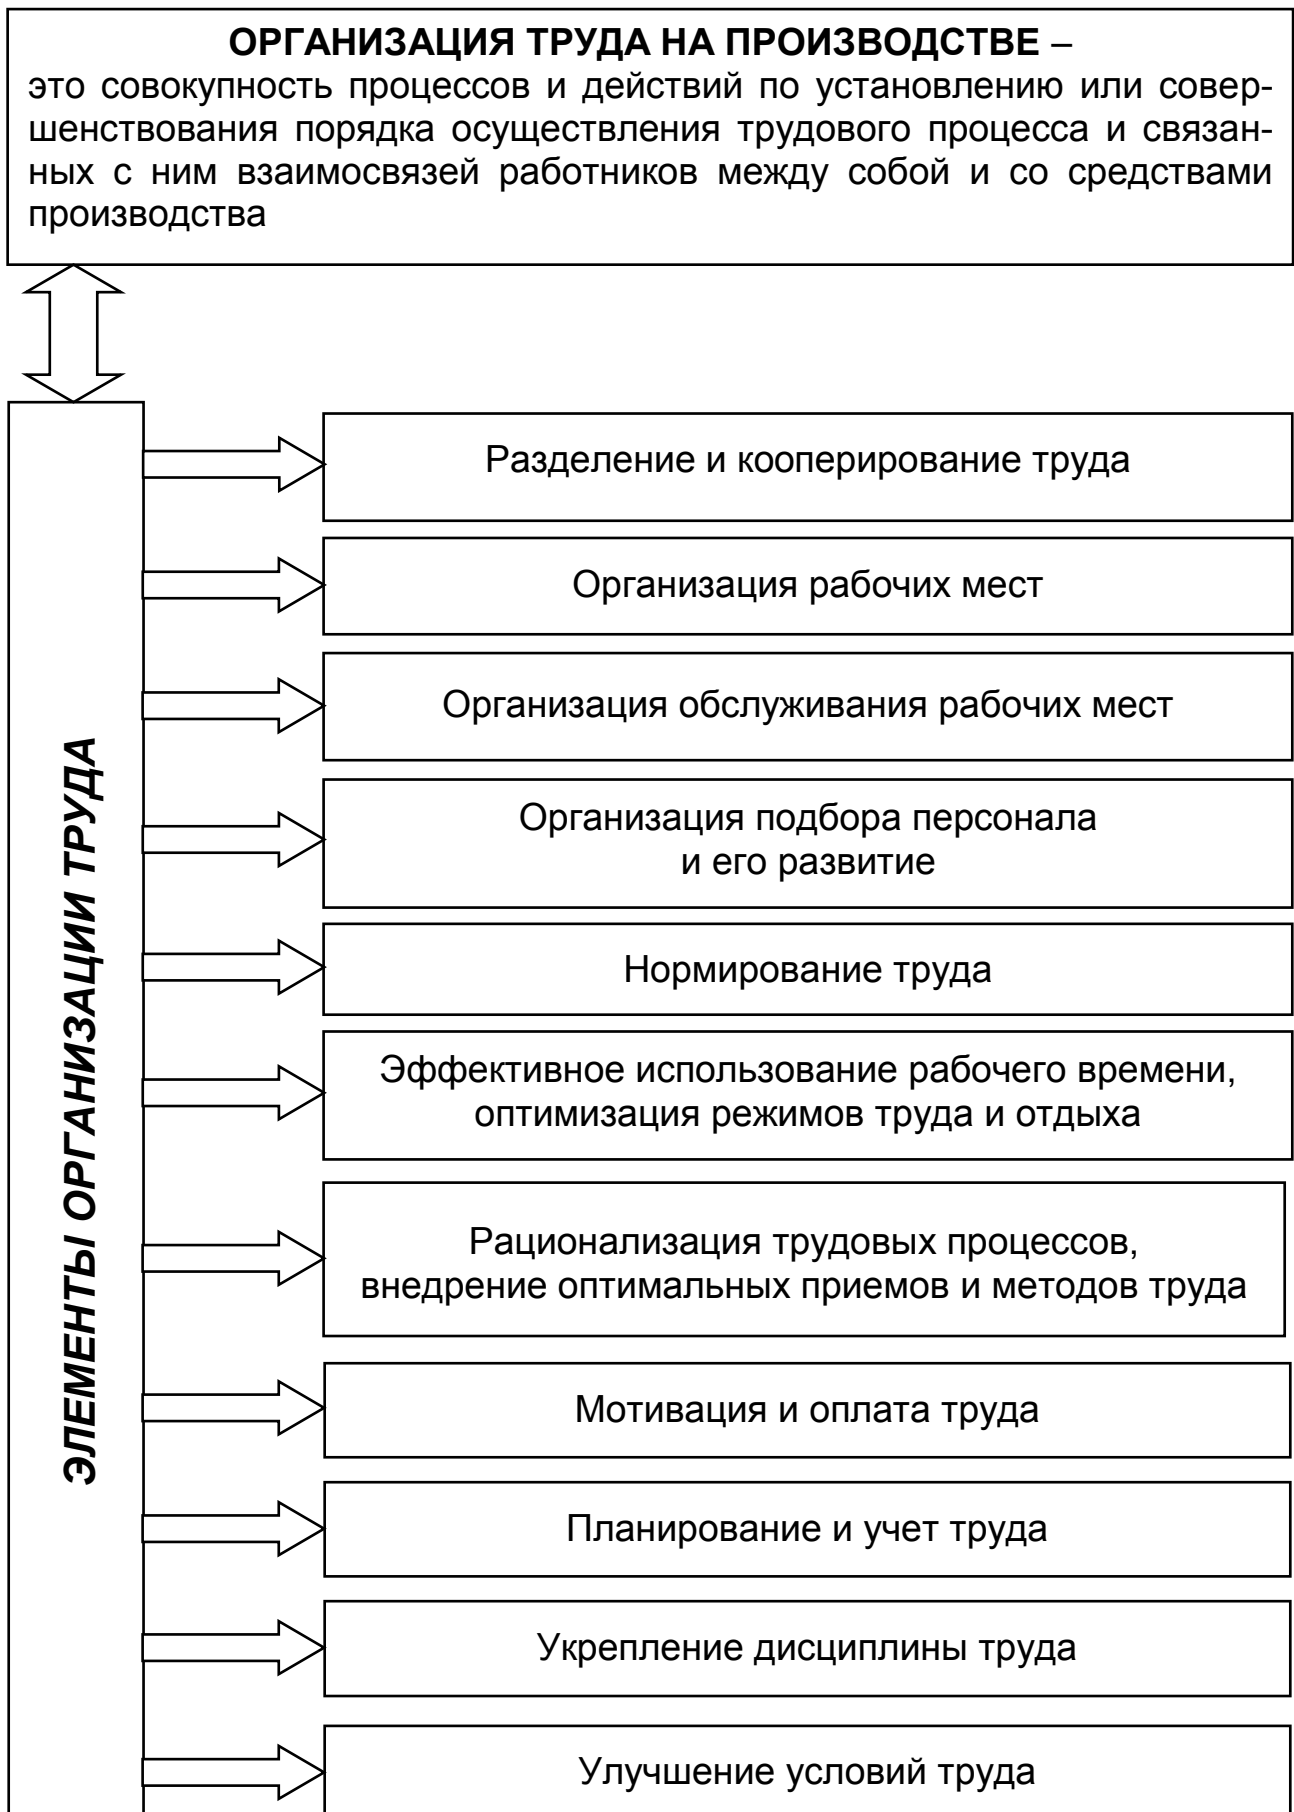 ОРГАНИЗАЦИЯ ТРУДА НА ПРОИЗВОДСТВЕ –
это совокупность процессов и действий по установлению или совер-
шенствования порядка осуществления трудового процесса и связан-
ных с ним взаимосвязей работников между собой и со средствами
производства
ЭЛЕМЕНТЫ ОРГАНИЗАЦИИ ТРУДА
Разделение и кооперирование труда
Организация рабочих мест
Организация обслуживания рабочих мест
Организация подбора персонала
и его развитие
Нормирование труда
Эффективное использование рабочего времени,
оптимизация режимов труда и отдыха
Рационализация трудовых процессов,
внедрение оптимальных приемов и методов труда
Мотивация и оплата труда
Планирование и учет труда
Укрепление дисциплины труда
Улучшение условий труда